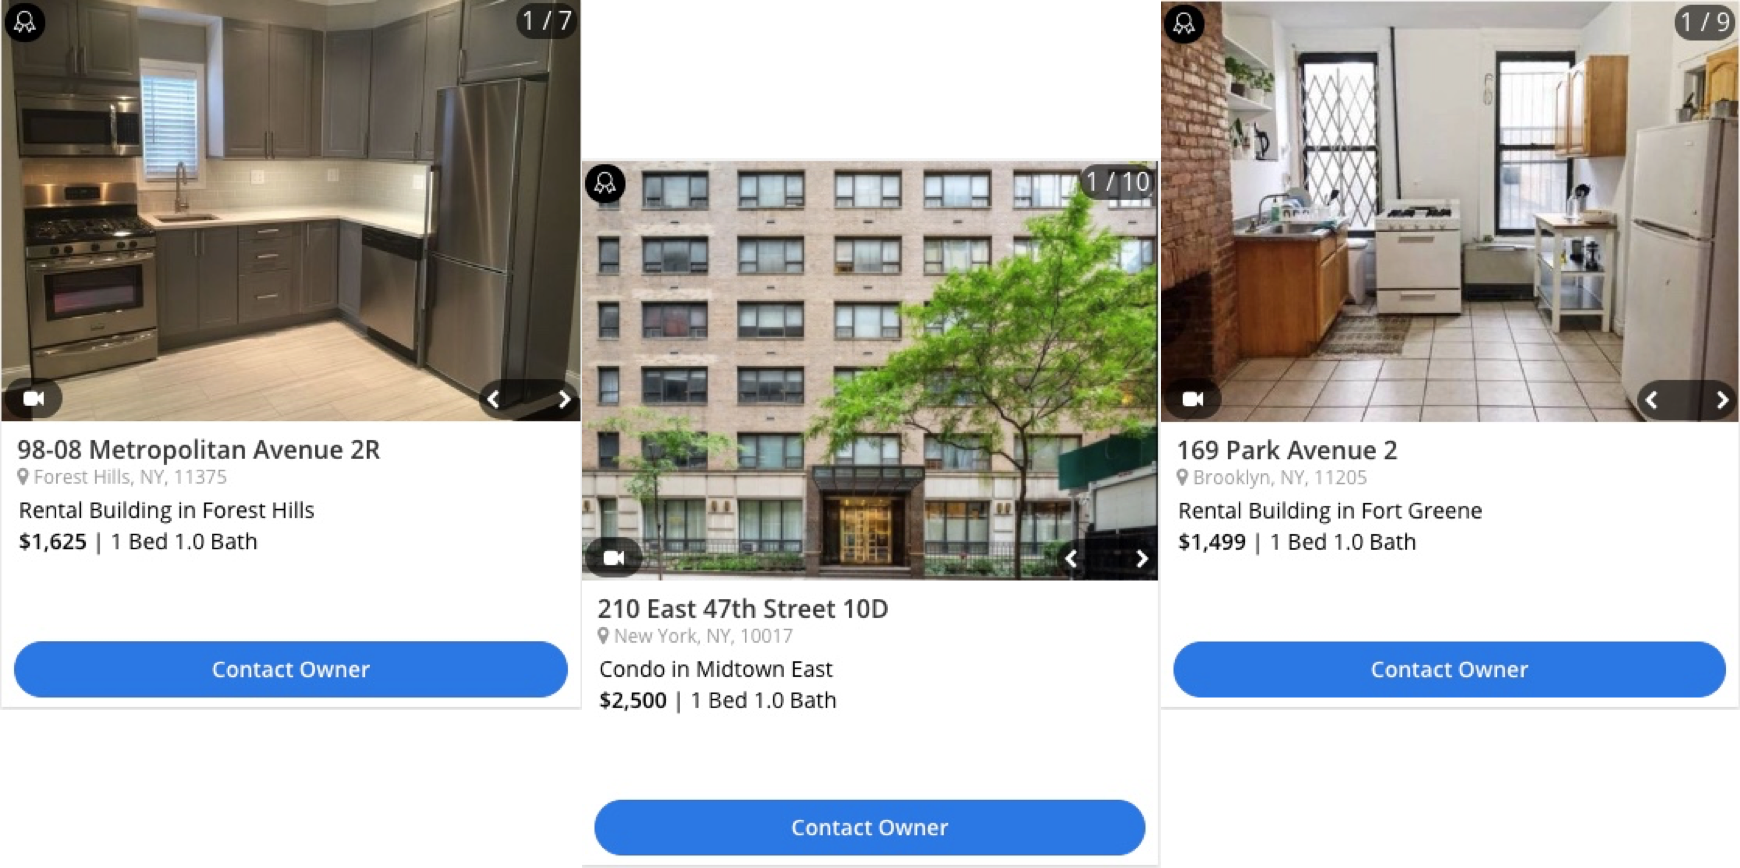 1 / 7
98-08 Metropolitan Avenue 2R
Forest Hills, NY, 11375
Rental Building in Forest Hills
$1,625 | 1 Bed 1.0 Bath
Contact Owner
1 / 10
210 East 47th Street 10D
New York, NY, 10017
Condo in Midtown East
$2,500 | 1 Bed 1.0 Bath
Contact Owner
1 / 9
169 Park Avenue 2
Brooklyn, NY, 11205
Rental Building in Fort Greene
$1,499 | 1 Bed 1.0 Bath
Contact Owner